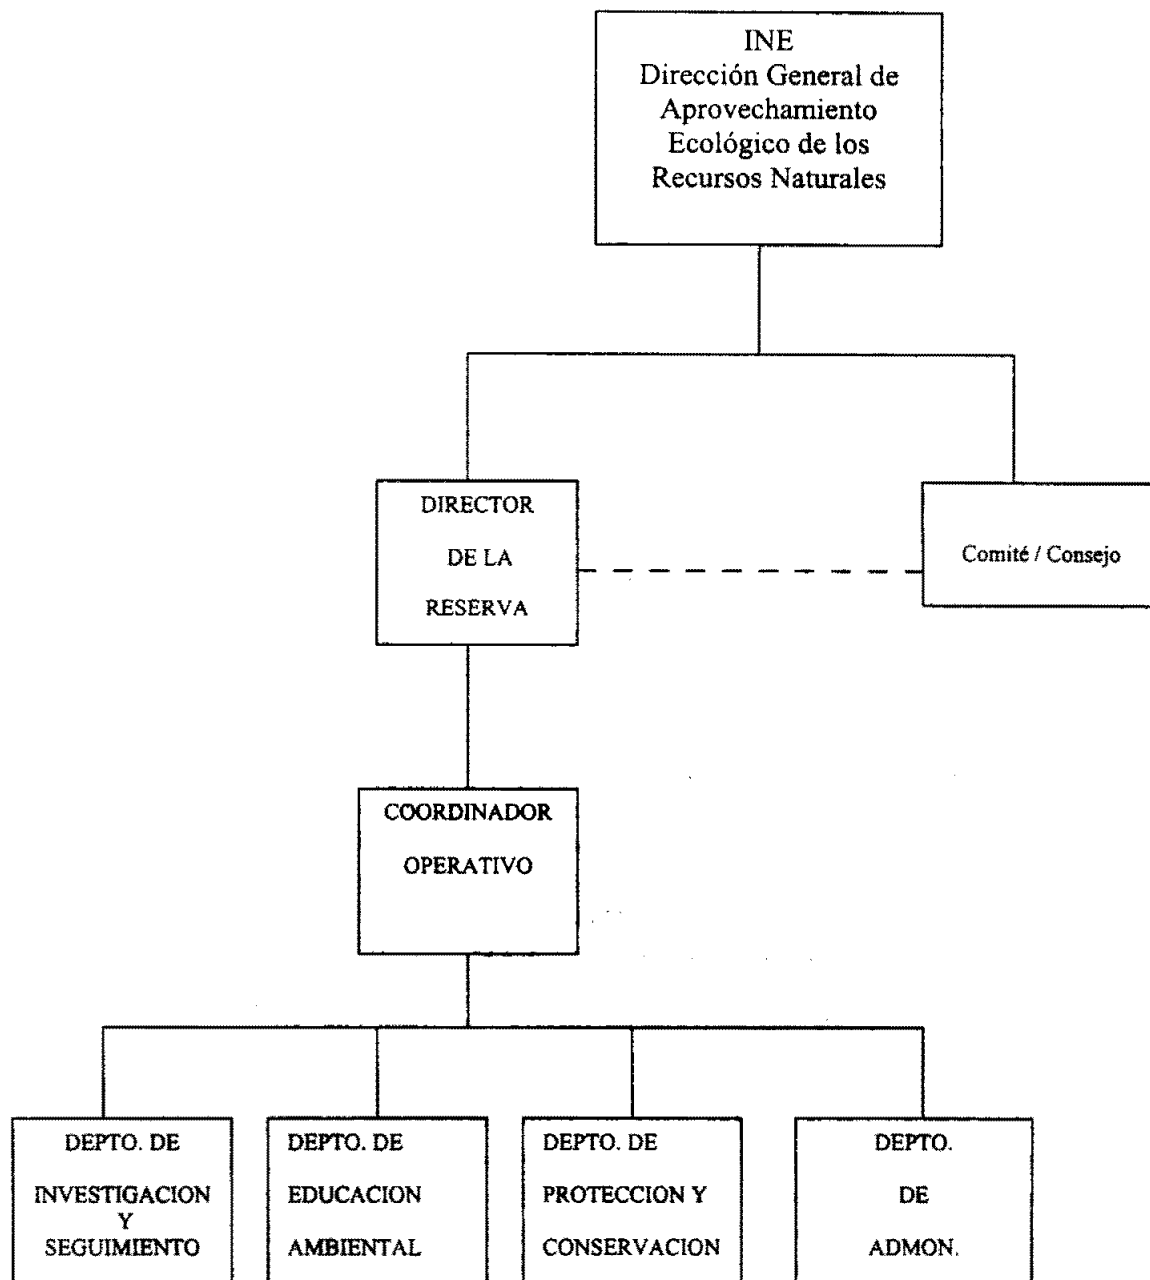 INE
Dirección General de
Aprovechamiento
Ecológico de los
Recursos Naturales
DIRECTOR
DE LA
RESERVA
Comité / Consejo
COORDINADOR
OPERATIVO
DEPTO. DE
INVESTIGACION
Y
SEGUIMIENTO
DEPTO. DE
EDUCACION
AMBIENTAL
DEPTO. DE
PROTECCION Y
CONSERVACION
DEPTO.
DE
ADMON.